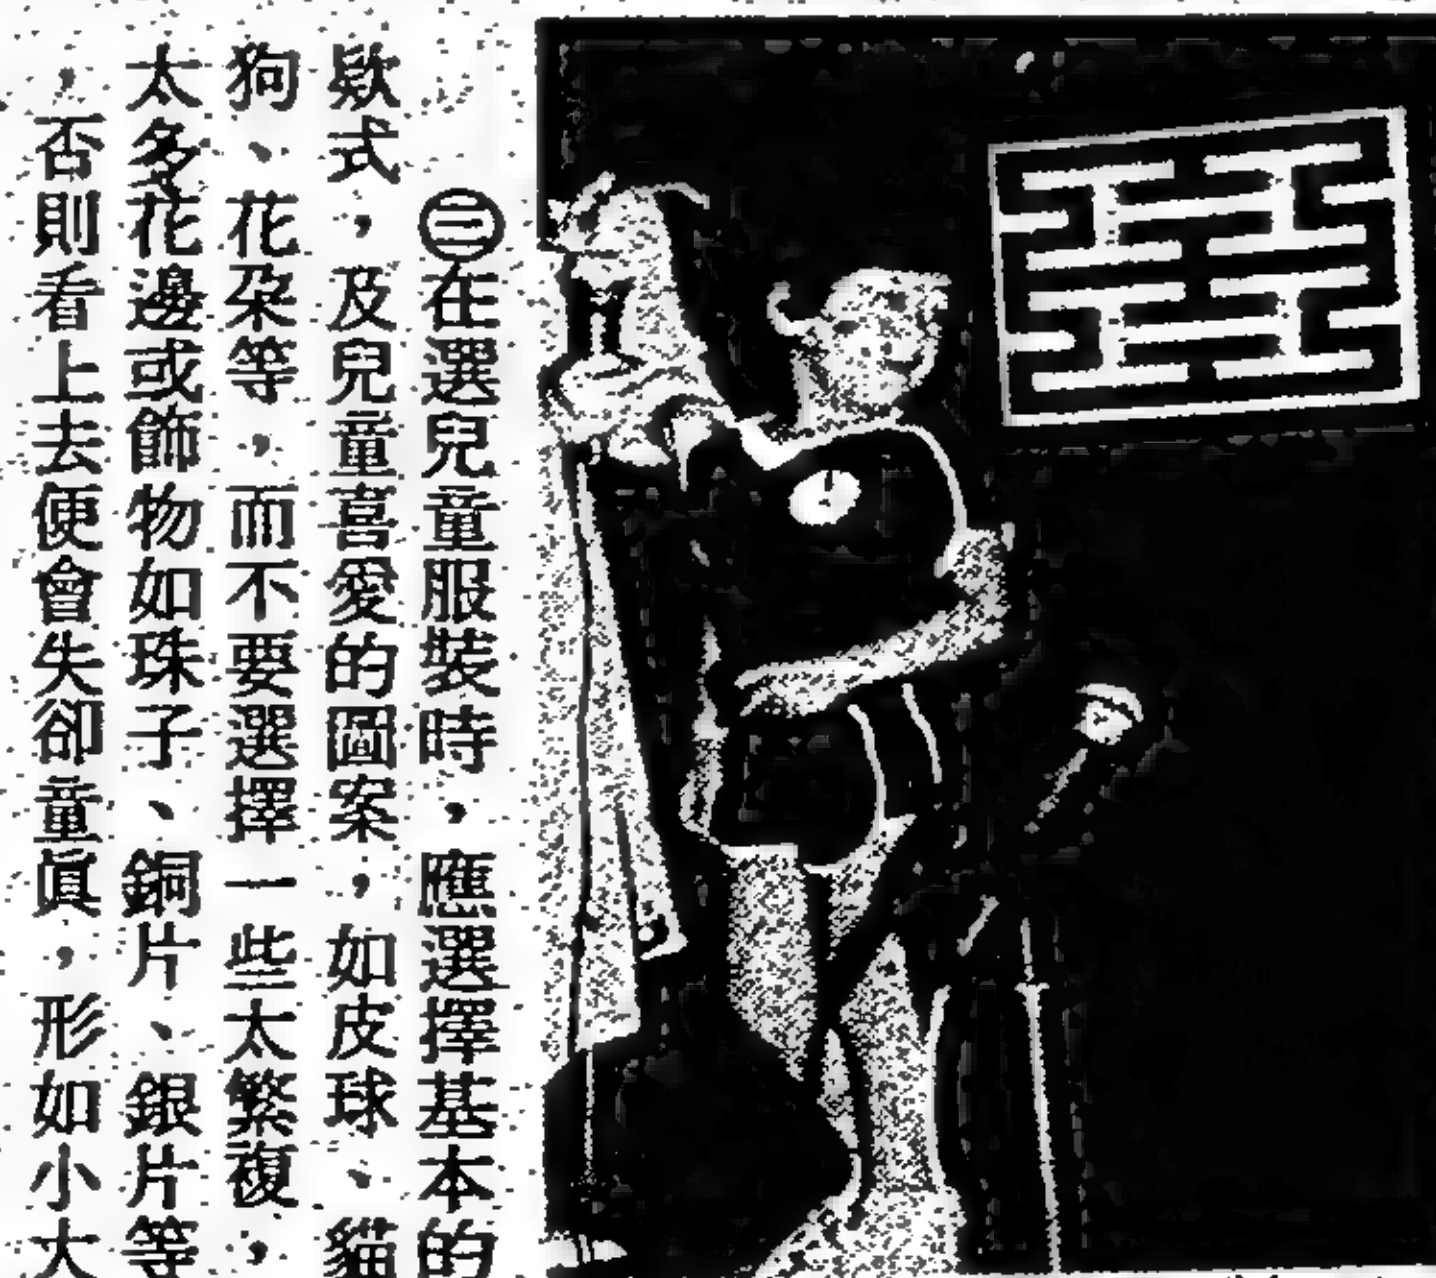 ㊂在選兒童服裝時，應選擇基本的
欵式，及兒童喜愛的圖案，如皮球、貓
狗、花朶等，而不要選擇一些太繁複，
太多花邊或飾物如珠子、銅片、銀片等
，否則看上去便會失卻童眞，形如小大